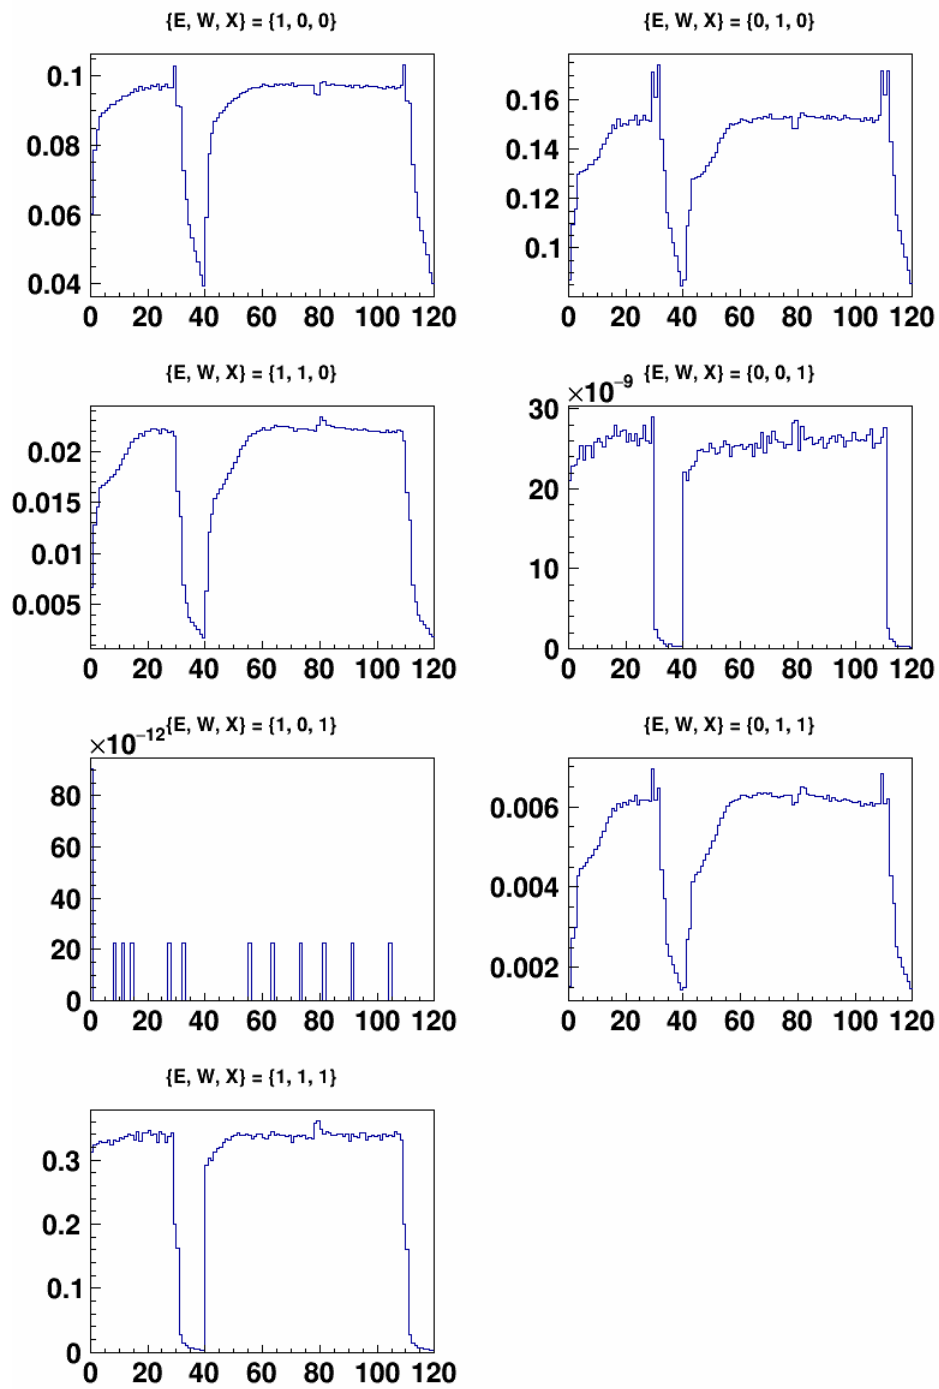 {E, W, X} = {1, 0, 0}
0.1
0.08
0.06
0.04
0 20 40 60 80 100 120
{E, W, X} = {0, 1, 0}
0.16
0.14
0.12
0.1
0 20 40 60 80 100 120
{E, W, X} = {1, 1, 0}
0.02
0.015
0.01
0.005
0 20 40 60 80 100 120
{E, W, X} = {0, 0, 1}
×10⁻⁹
30
20
10
0
0 20 40 60 80 100 120
{E, W, X} = {1, 0, 1}
×10⁻¹²
80
60
40
20
0
0 20 40 60 80 100 120
{E, W, X} = {0, 1, 1}
0.006
0.004
0.002
0 20 40 60 80 100 120
{E, W, X} = {1, 1, 1}
0.3
0.2
0.1
0
0 20 40 60 80 100 120